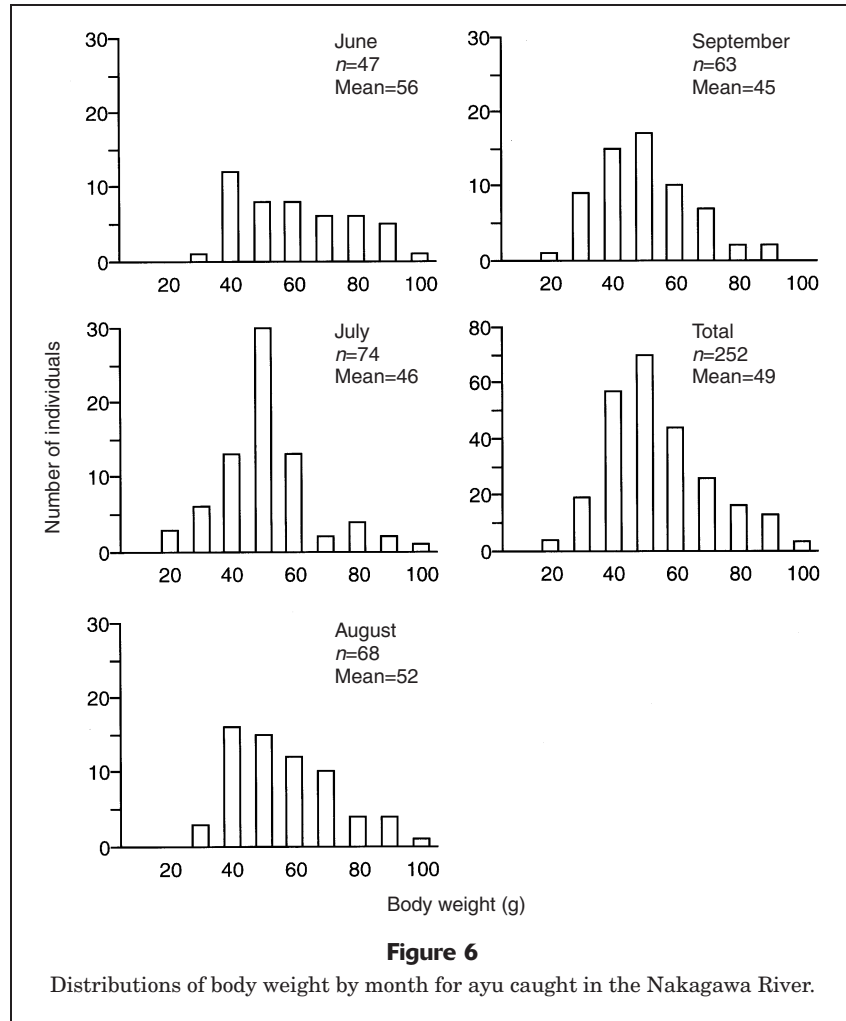 30
20
10
0
20 40 60 80 100
June
n=47
Mean=56
30
20
10
0
20 40 60 80 100
September
n=63
Mean=45
Number of individuals
30
20
10
0
20 40 60 80 100
July
n=74
Mean=46
80
60
40
20
0
20 40 60 80 100
Total
n=252
Mean=49
30
20
10
0
20 40 60 80 100
August
n=68
Mean=52
Body weight (g)
Figure 6
Distributions of body weight by month for ayu caught in the Nakagawa River.